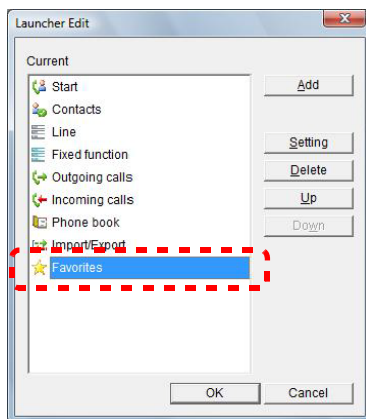 Launcher Edit
Current
Start
Contacts
Line
Fixed function
Outgoing calls
Incoming calls
Phone book
Import/Export
Favorites
Add
Setting
Delete
Up
Down
OK
Cancel